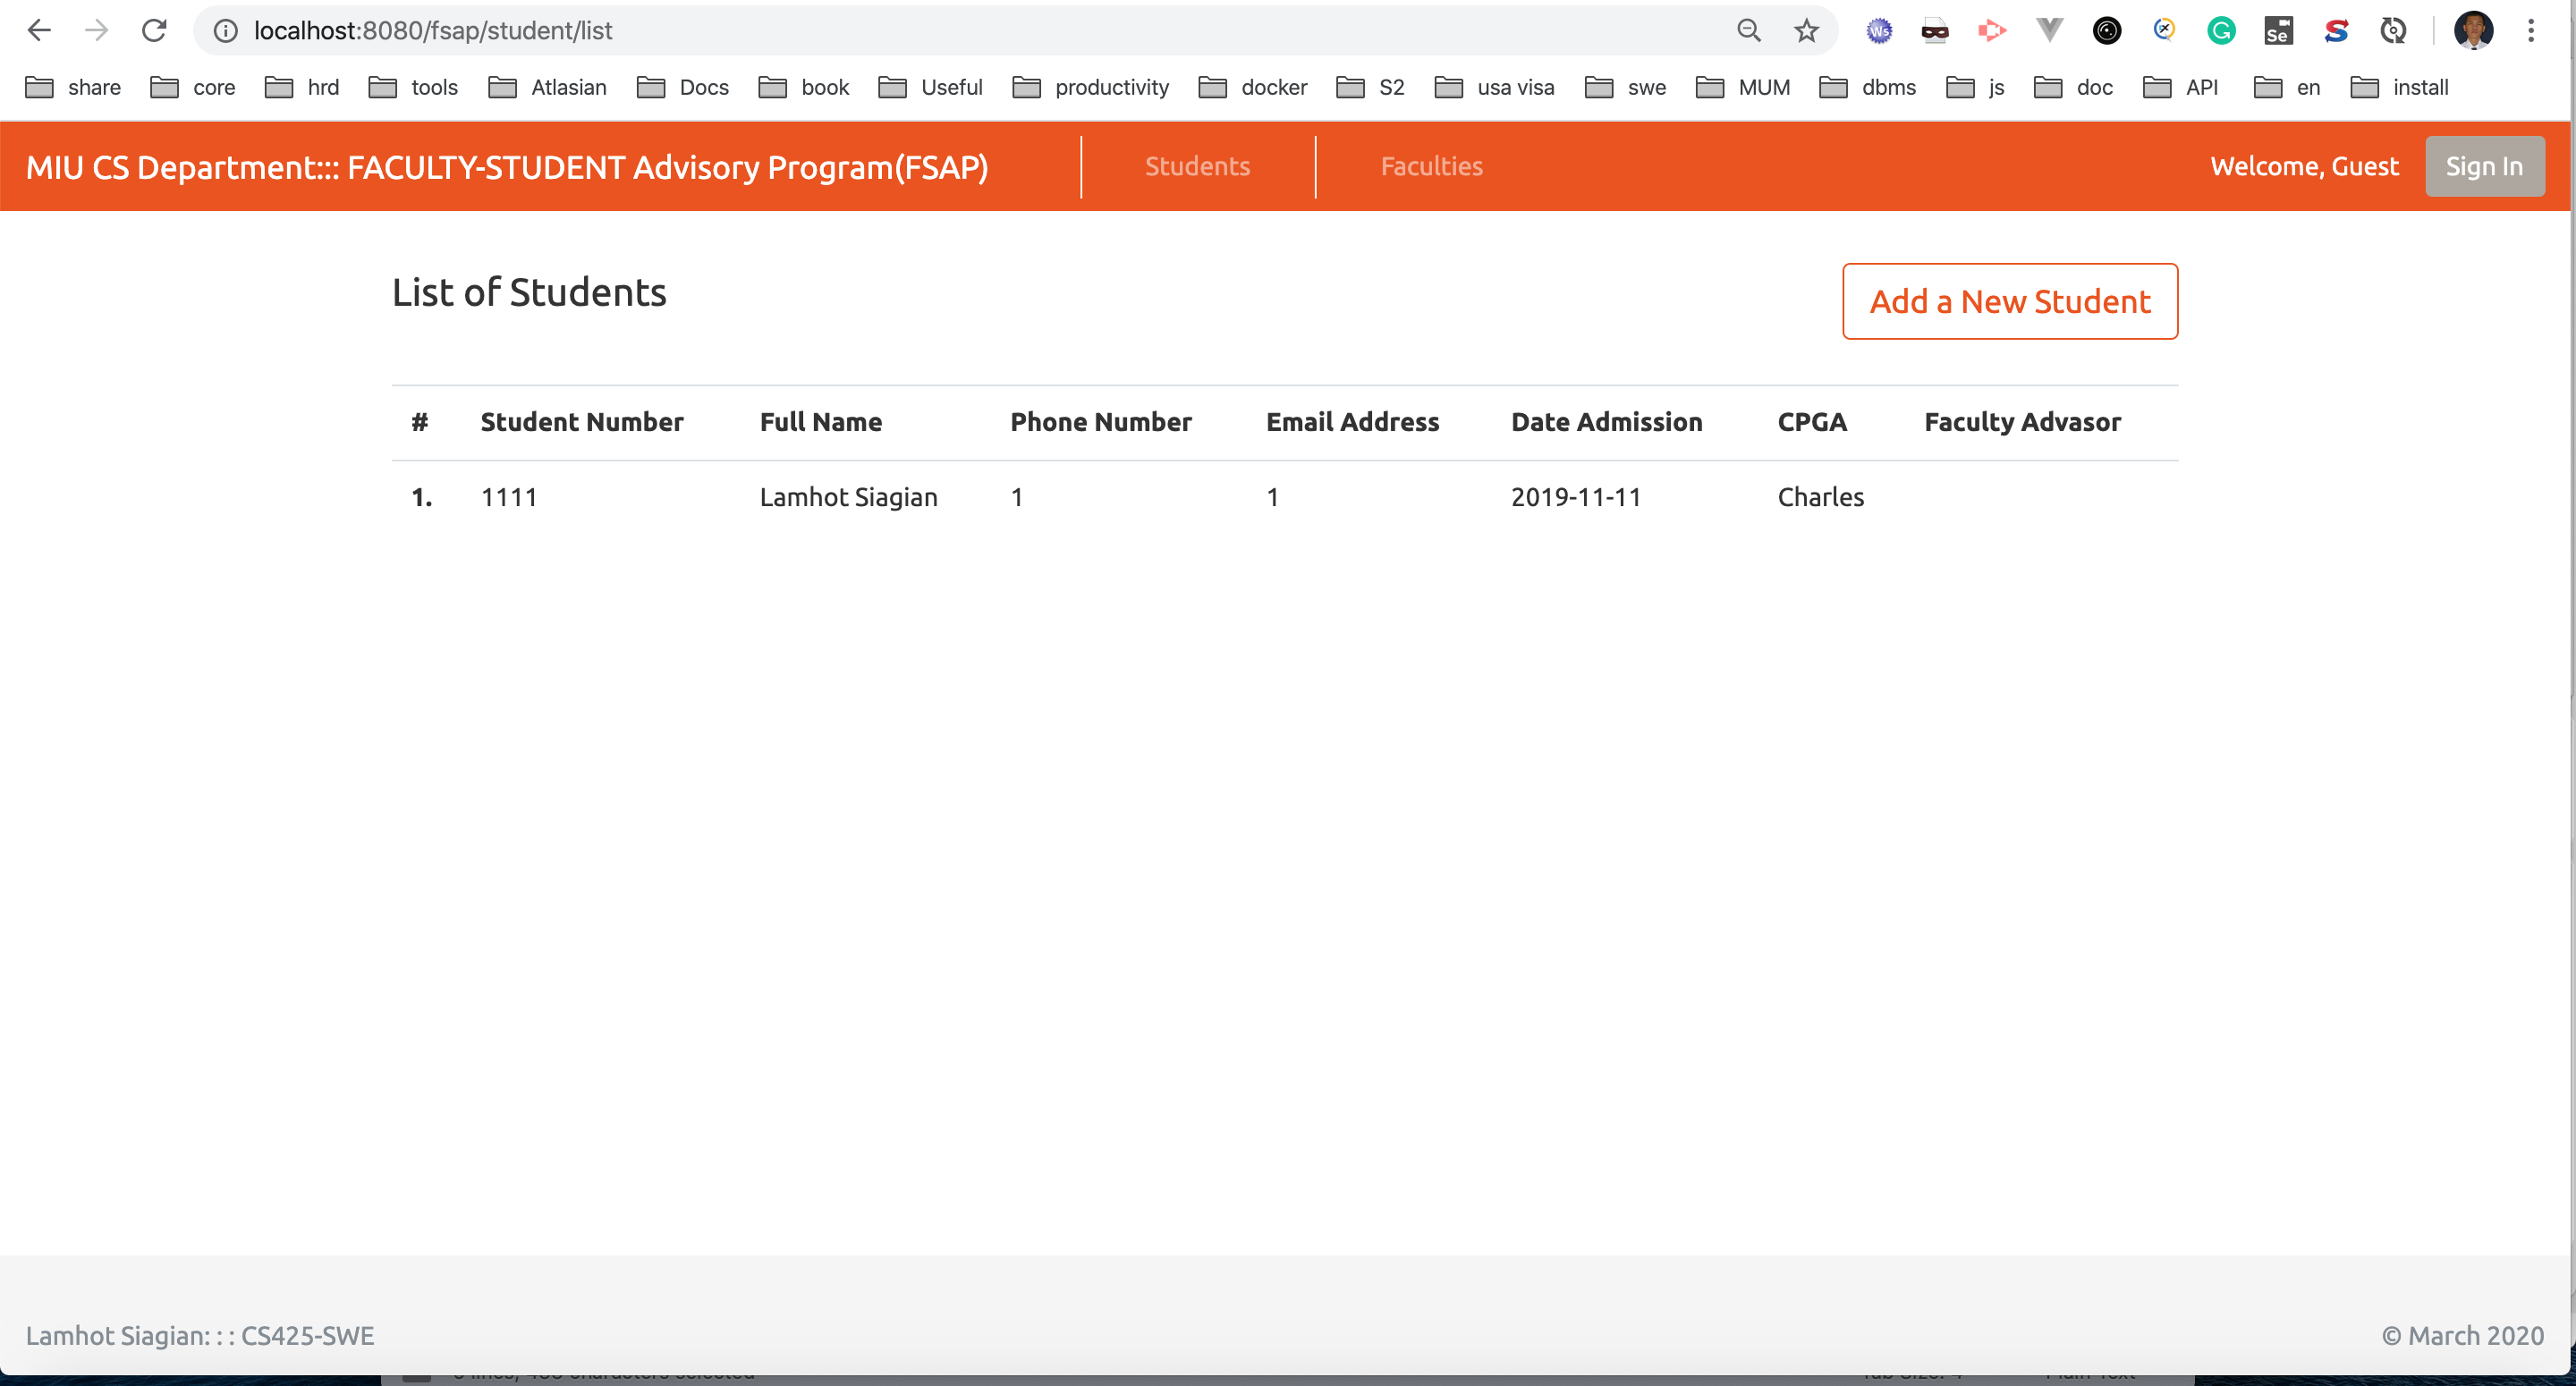 localhost:8080/fsap/student/list
Ws Se
share core hrd tools Atlasian Docs book Useful productivity docker S2 usa visa swe MUM dbms js doc API en install
MIU CS Department::: FACULTY-STUDENT Advisory Program(FSAP) Students Faculties Welcome, Guest Sign In
List of Students Add a New Student
# Student Number Full Name Phone Number Email Address Date Admission CPGA Faculty Advasor
1. 1111 Lamhot Siagian 1 1 2019-11-11 Charles
Lamhot Siagian: : : CS425-SWE © March 2020